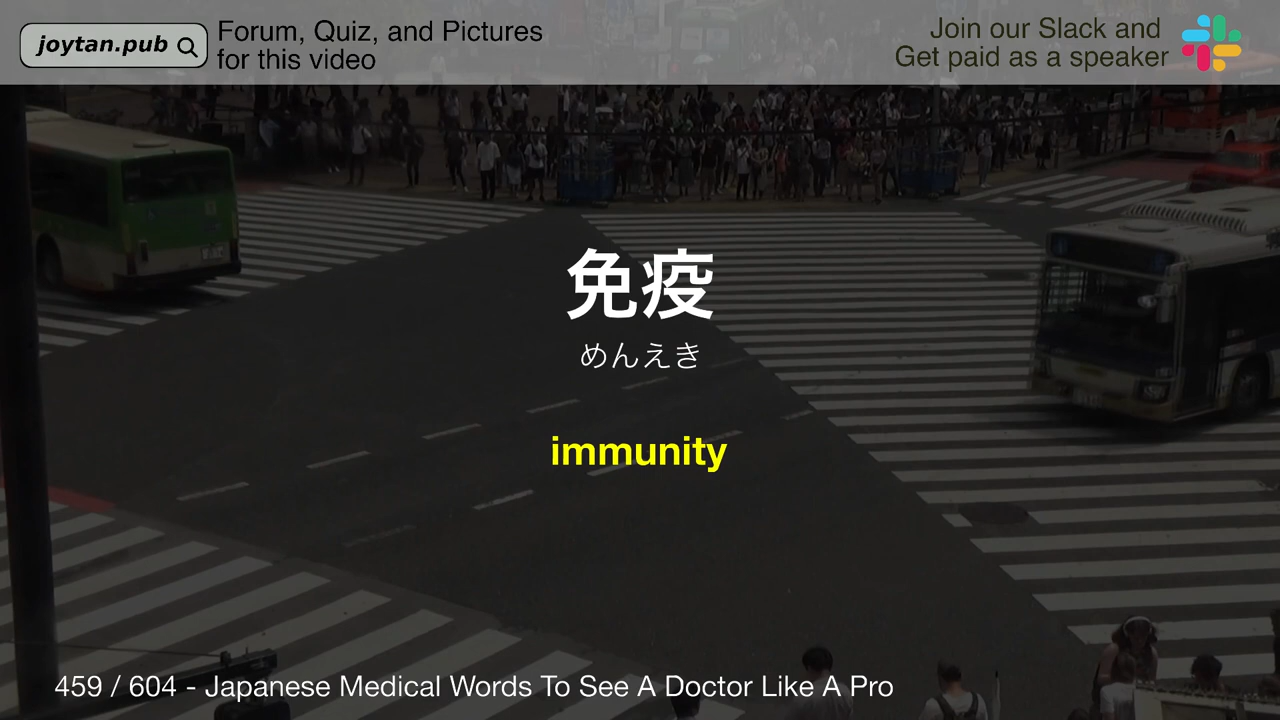 joytan.pub
Forum, Quiz, and Pictures
for this video
Join our Slack and
Get paid as a speaker
免疫
めんえき
immunity
459 / 604 - Japanese Medical Words To See A Doctor Like A Pro